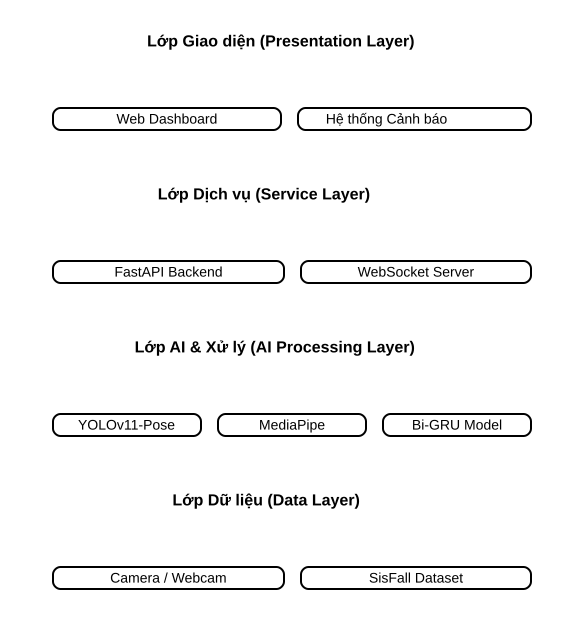 Lớp Giao diện (Presentation Layer)
Web Dashboard
Hệ thống Cảnh báo
Lớp Dịch vụ (Service Layer)
FastAPI Backend
WebSocket Server
Lớp AI & Xử lý (AI Processing Layer)
YOLOv11-Pose
MediaPipe
Bi-GRU Model
Lớp Dữ liệu (Data Layer)
Camera / Webcam
SisFall Dataset